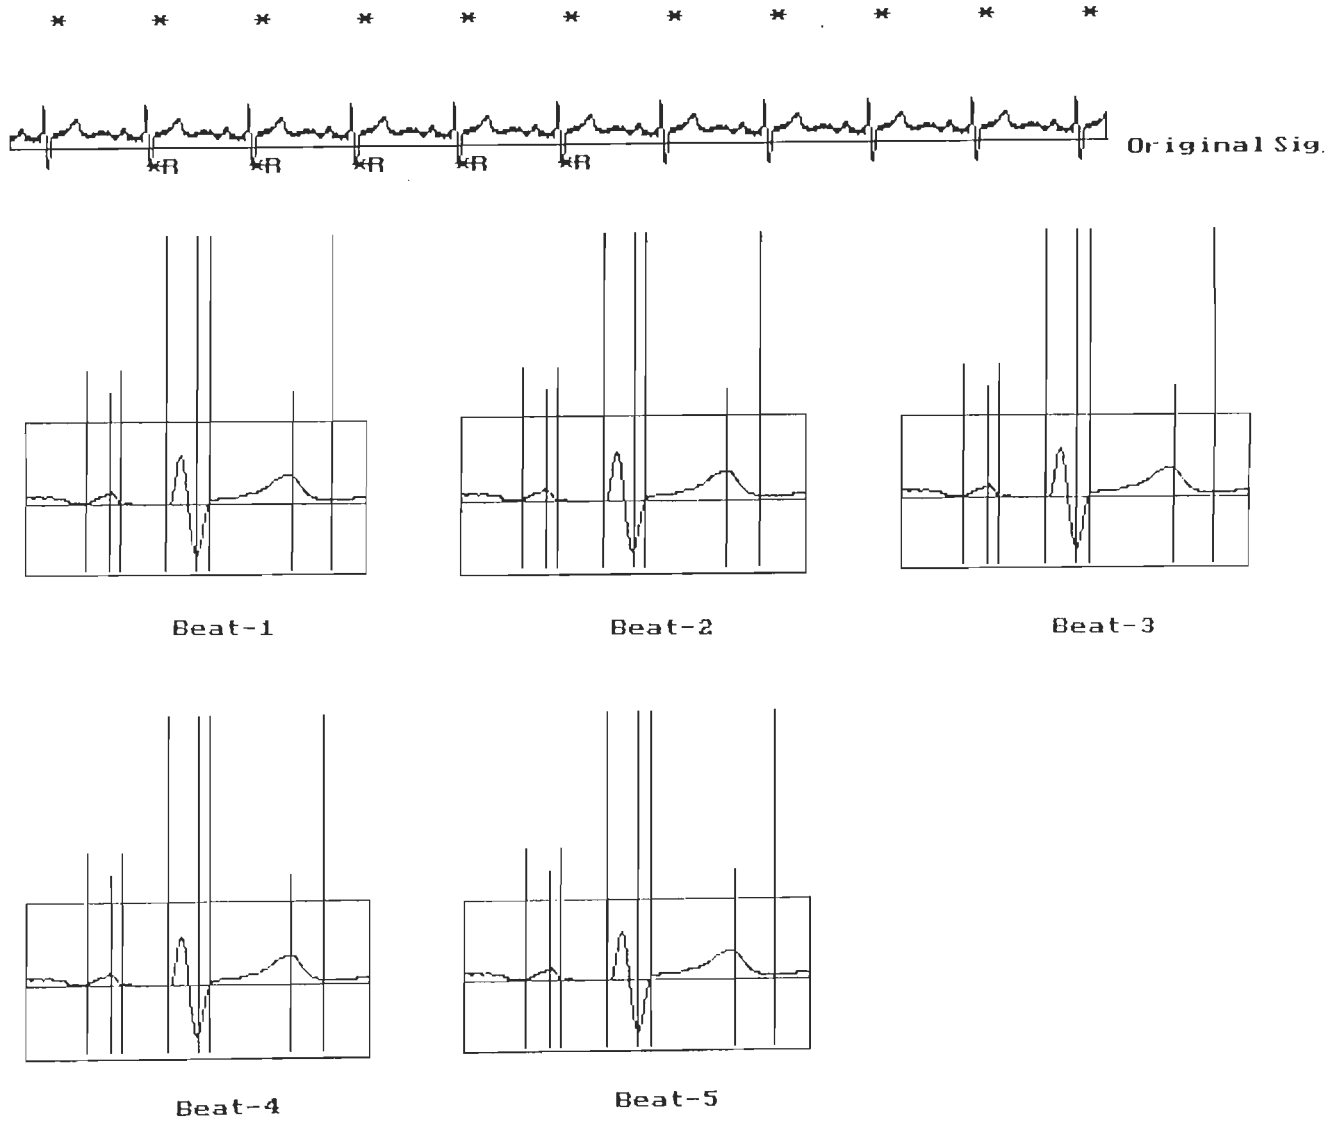 * * * * * * * * * * *
Original Sig.
*R *R *R *R *R
Beat-1 Beat-2 Beat-3
Beat-4 Beat-5